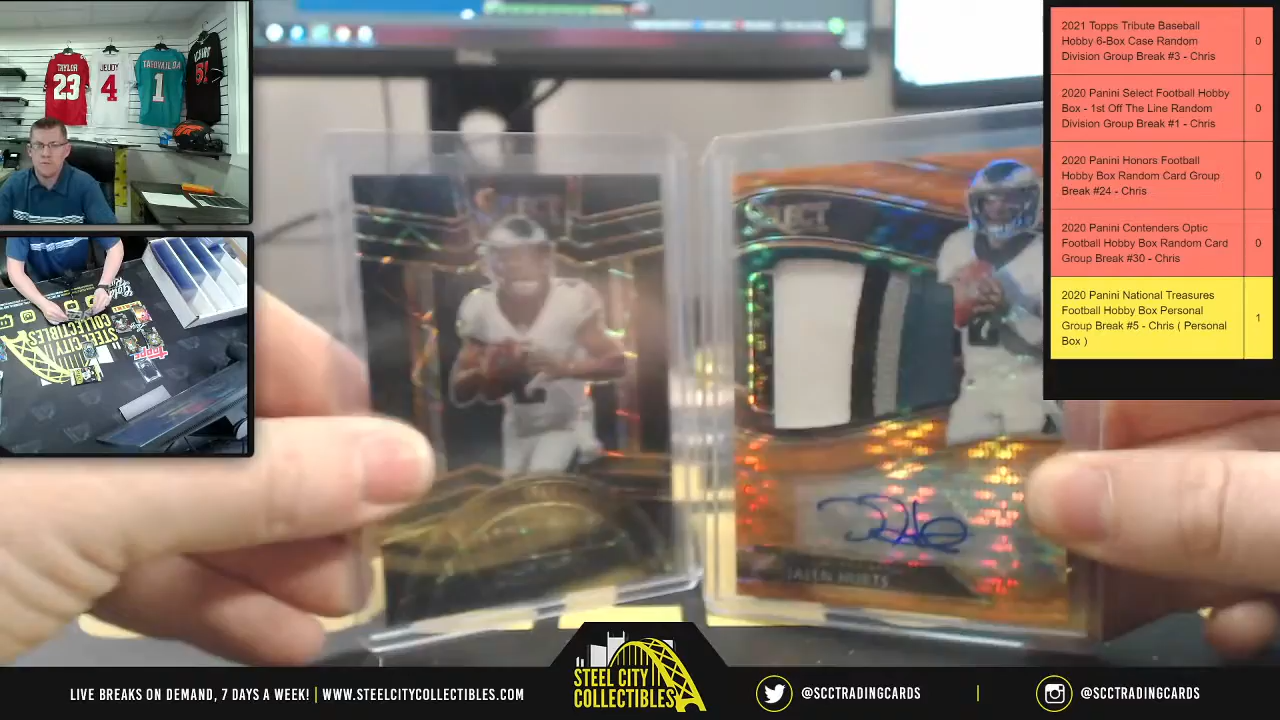 TAYLOR
23
JEUDY
4
TAGOVAILOA
1
51
2021 Topps Tribute Baseball
Hobby 6-Box Case Random
Division Group Break #3 - Chris
0
2020 Panini Select Football Hobby
Box - 1st Off The Line Random
Division Group Break #1 - Chris
0
2020 Panini Honors Football
Hobby Box Random Card Group
Break #24 - Chris
0
2020 Panini Contenders Optic
Football Hobby Box Random Card
Group Break #30 - Chris
0
2020 Panini National Treasures
Football Hobby Box Personal
Group Break #5 - Chris ( Personal
Box )
1
STEEL CITY
COLLECTIBLES
topps
SELECT
JALEN HURTS
LIVE BREAKS ON DEMAND, 7 DAYS A WEEK! | WWW.STEELCITYCOLLECTIBLES.COM
STEEL CITY
COLLECTIBLES
@SCCTRADINGCARDS
@SCCTRADINGCARDS